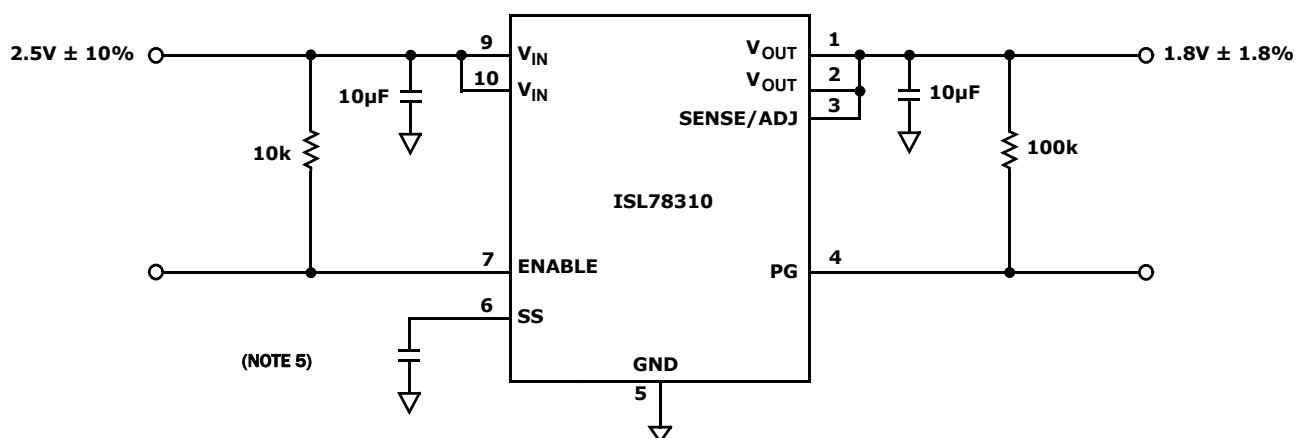 2.5V ± 10%
9
V_IN
10
V_IN
10µF
10k
7
ENABLE
6
SS
(NOTE 5)
ISL78310
GND
5
V_OUT
1
V_OUT
2
SENSE/ADJ
3
1.8V ± 1.8%
10µF
100k
PG
4